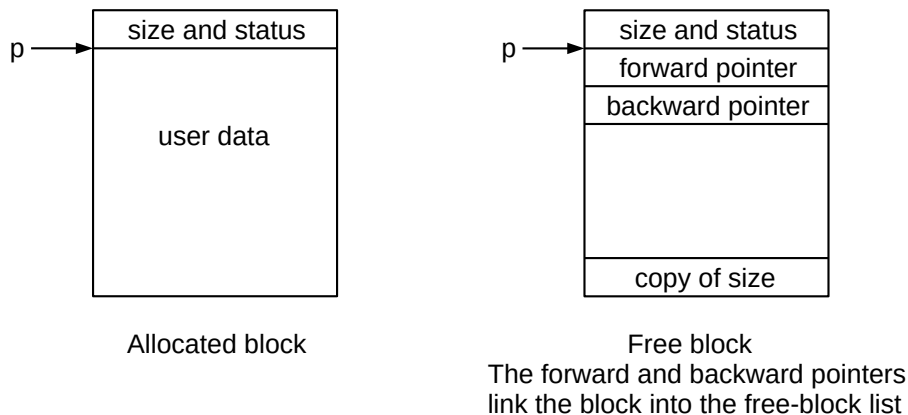 size and status
p
user data
Allocated block
size and status
p
forward pointer
backward pointer
copy of size
Free block
The forward and backward pointers
link the block into the free-block list